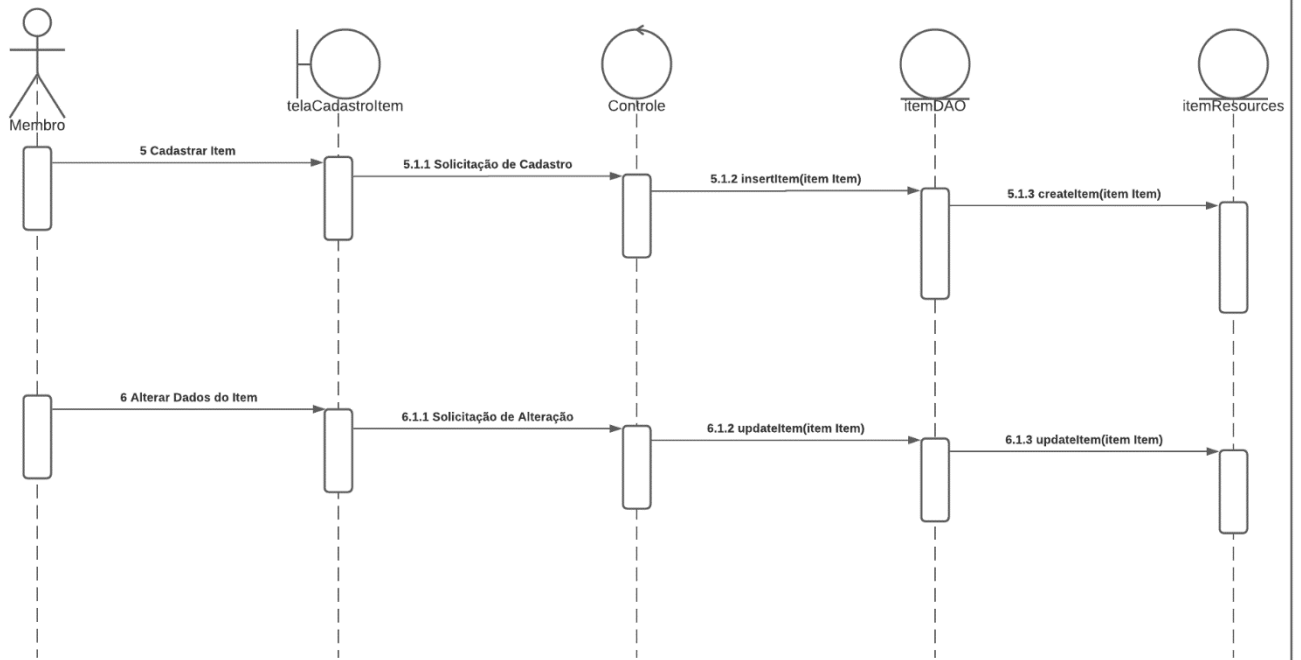 Membro
telaCadastroItem
Controle
itemDAO
itemResources
5 Cadastrar Item
5.1.1 Solicitação de Cadastro
5.1.2 insertItem(item Item)
5.1.3 createItem(item Item)
6 Alterar Dados do Item
6.1.1 Solicitação de Alteração
6.1.2 updateItem(item Item)
6.1.3 updateItem(item Item)